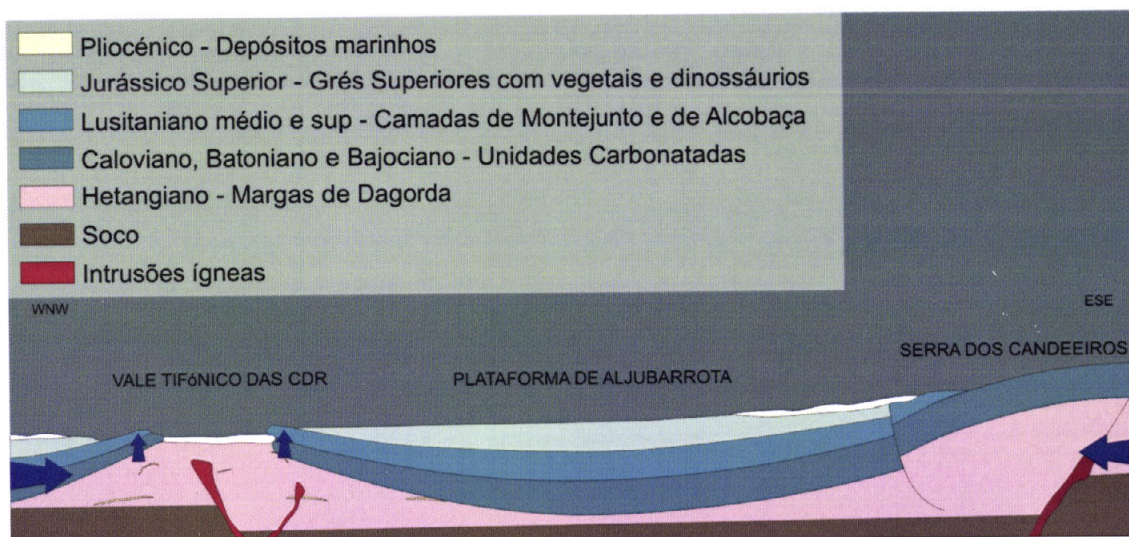 Pliocénico - Depósitos marinhos
Jurássico Superior - Grés Superiores com vegetais e dinossáurios
Lusitaniano médio e sup - Camadas de Montejunto e de Alcobaça
Caloviano, Batoniano e Bajociano - Unidades Carbonatadas
Hetangiano - Margas de Dagorda
Soco
Intrusões ígneas
WNW
ESE
SERRA DOS CANDEEIROS
VALE TIFÓNICO DAS CDR
PLATAFORMA DE ALJUBARROTA